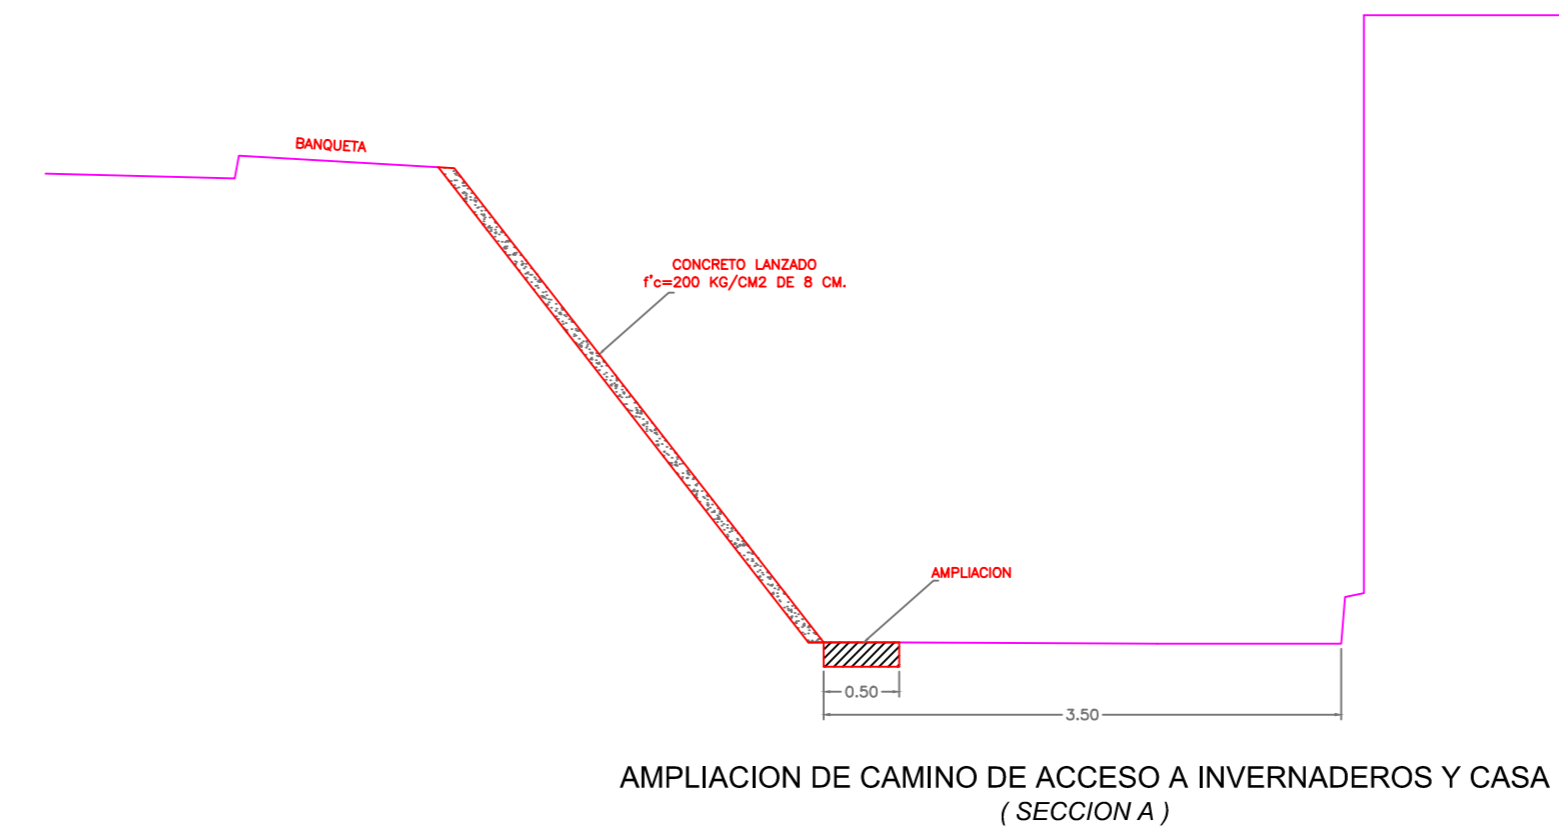 BANQUETA
CONCRETO LANZADO
f'c=200 KG/CM2 DE 8 CM.
AMPLIACION
0.50
3.50
AMPLIACION DE CAMINO DE ACCESO A INVERNADEROS Y CASA
( SECCION A )